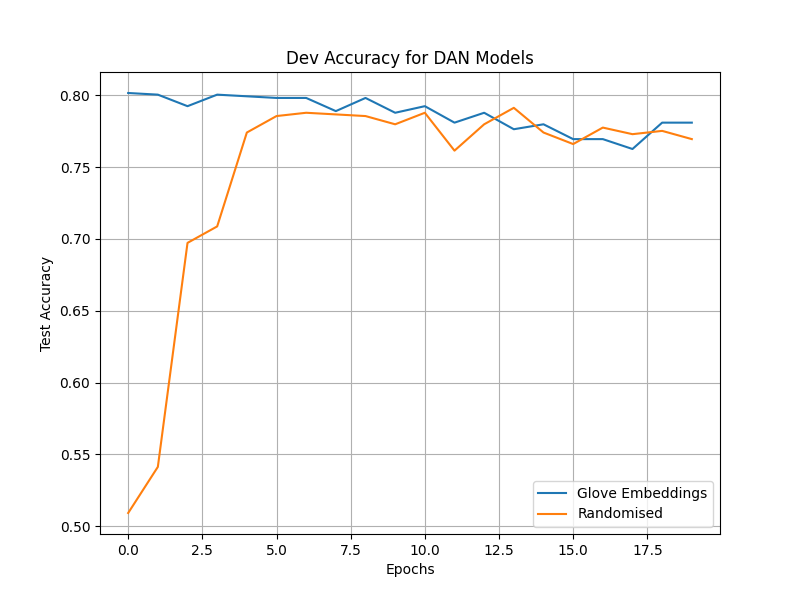 Dev Accuracy for DAN Models
Test Accuracy
0.80
0.75
0.70
0.65
0.60
0.55
0.50
Glove Embeddings
Randomised
0.0 2.5 5.0 7.5 10.0 12.5 15.0 17.5
Epochs